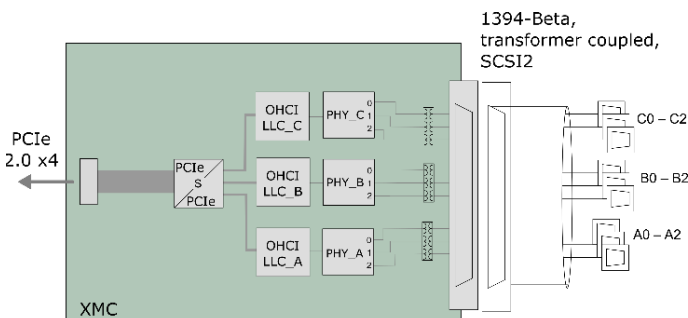 1394-Beta,
transformer coupled,
SCSI2
OHCI
LLC_C
PHY_C
0
1
2
C0 – C2
PCIe
2.0 x4
PCIe
S
PCIe
OHCI
LLC_B
PHY_B
0
1
2
B0 – B2
OHCI
LLC_A
PHY_A
0
1
2
A0 – A2
XMC